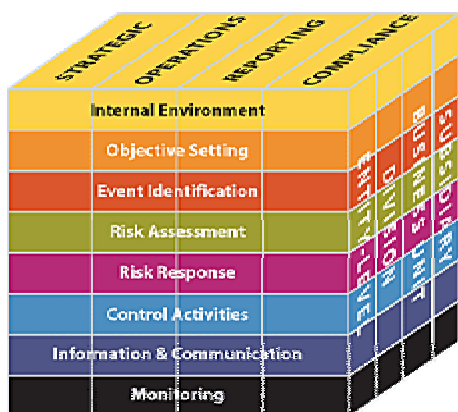 STRATEGIC
OPERATIONS
REPORTING
COMPLIANCE
Internal Environment
Objective Setting
Event Identification
Risk Assessment
Risk Response
Control Activities
Information & Communication
Monitoring
ENTITY-LEVEL
DIVISION
BUSINESS UNIT
SUBSIDIARY